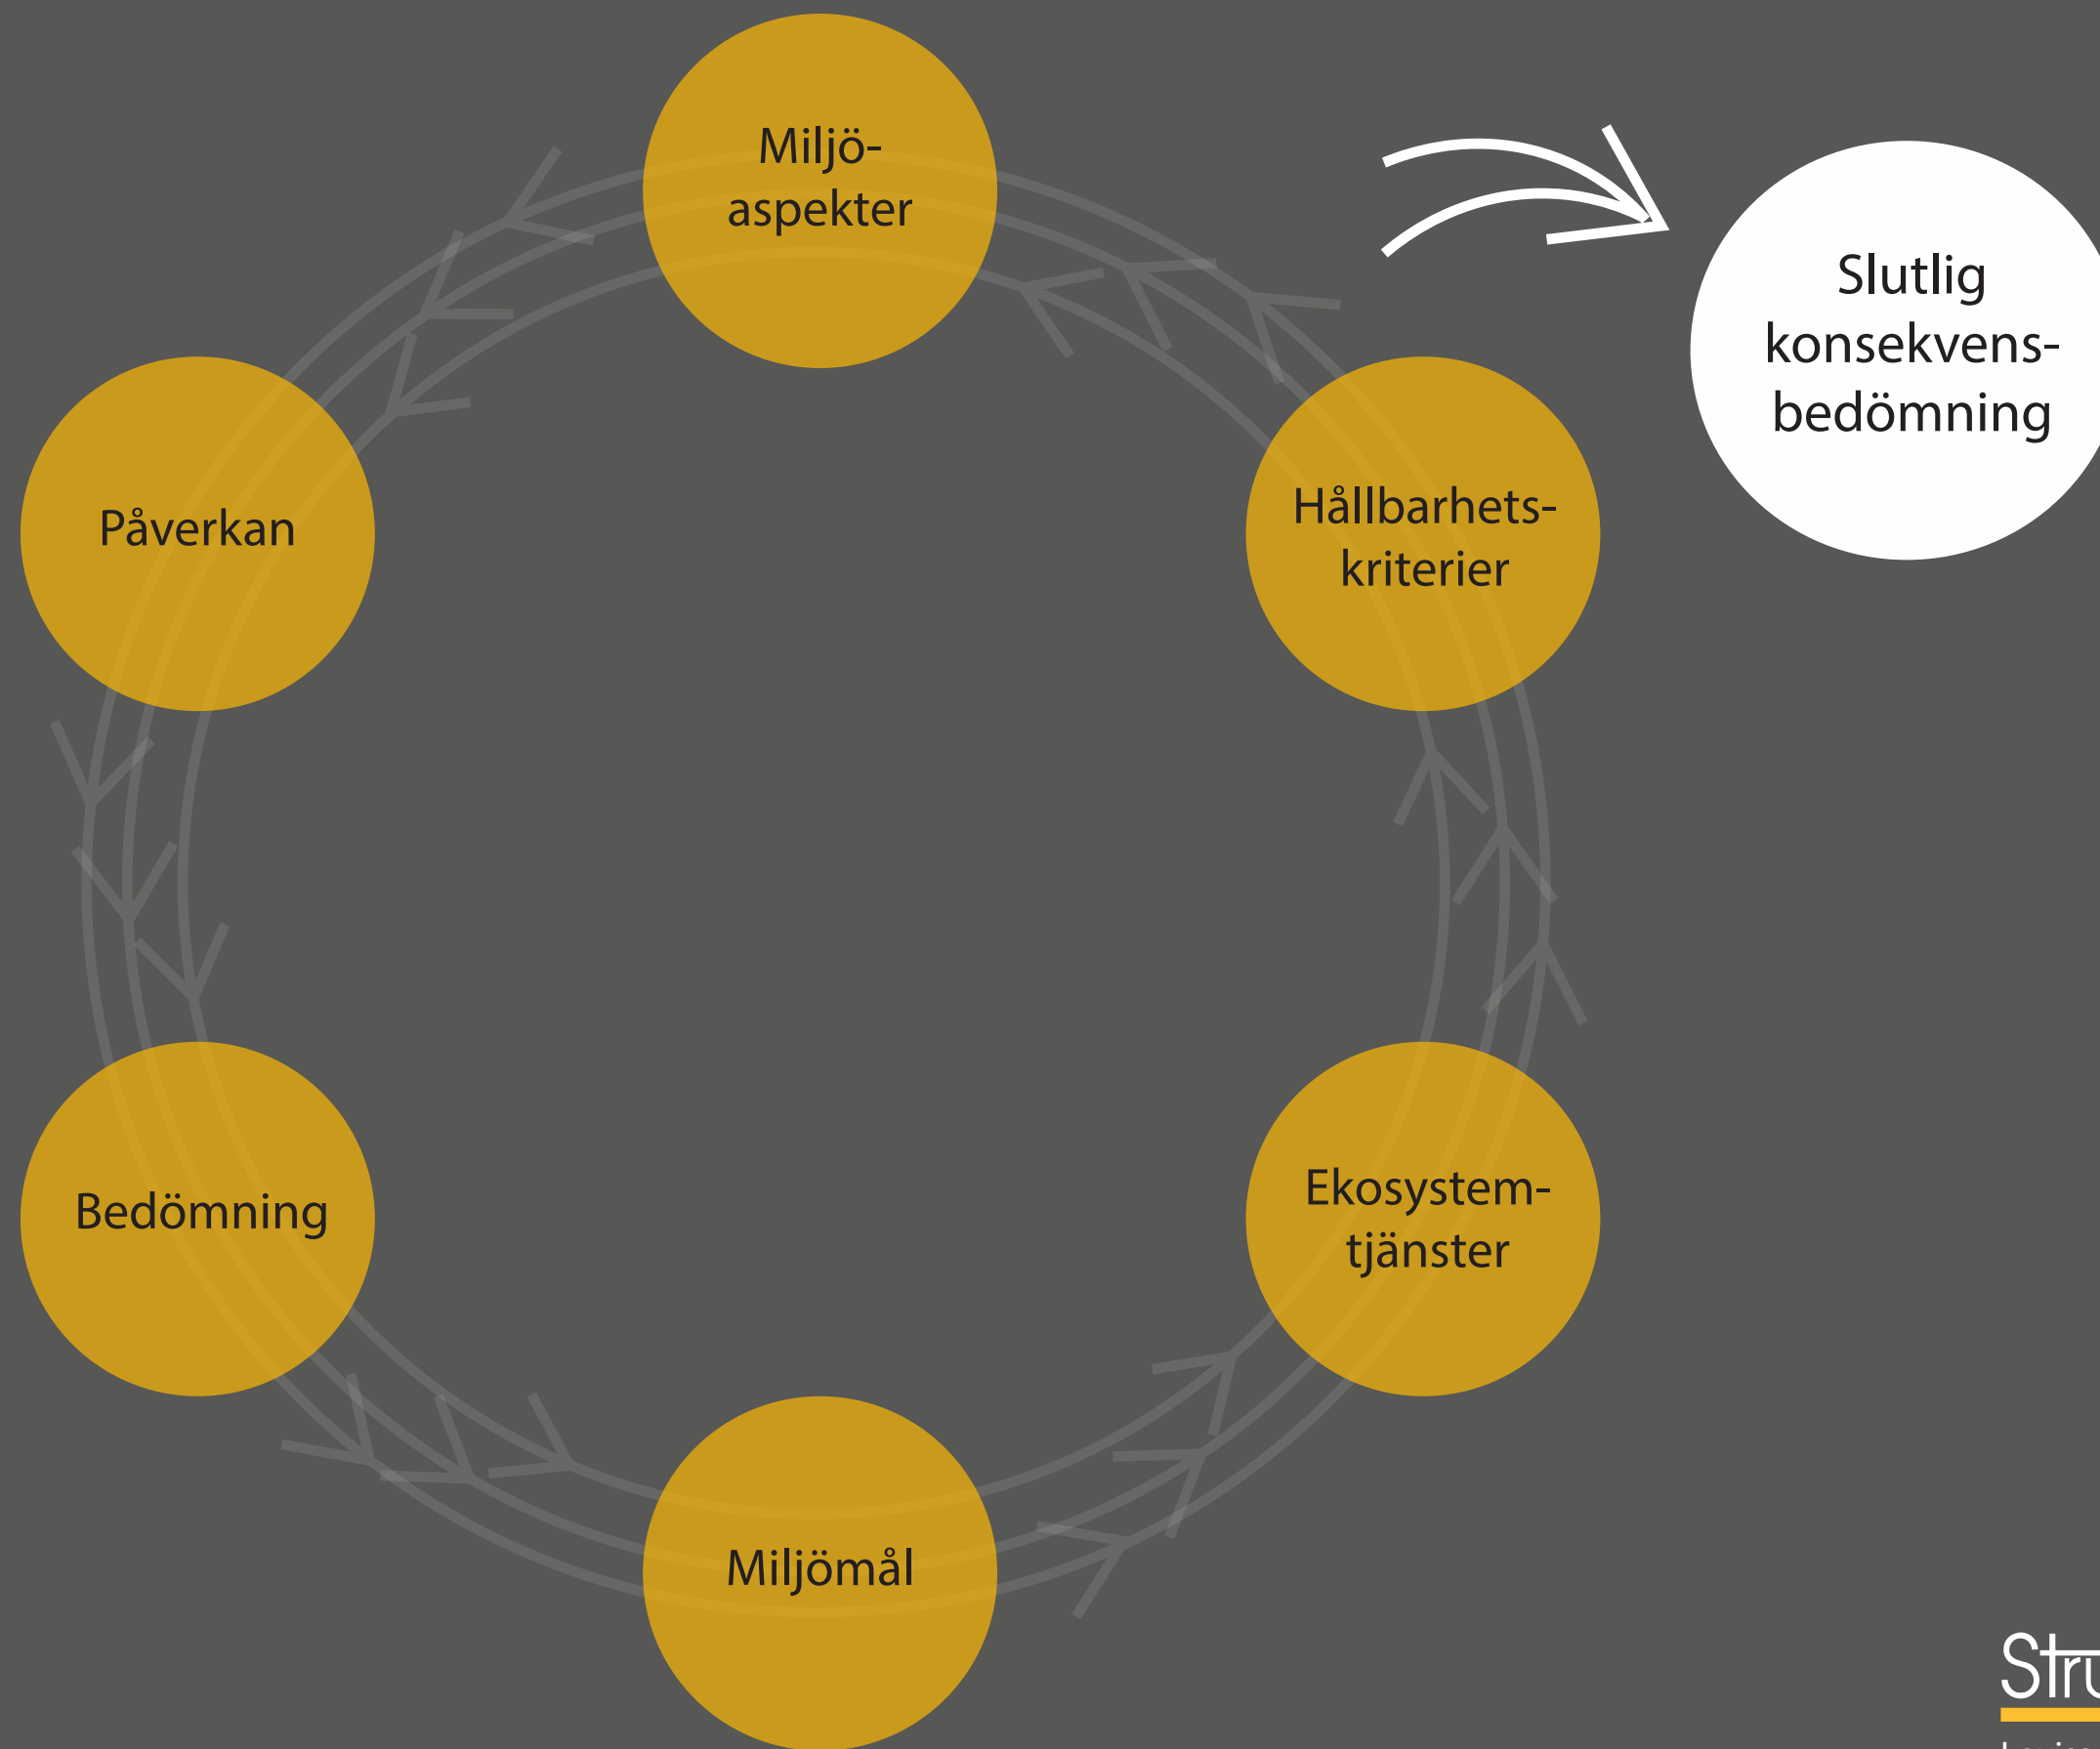 Miljö-
aspekter
Slutlig
konsekvens-
bedömning
Påverkan
Hållbarhets-
kriterier
Bedömning
Ekosystem-
tjänster
Miljömål